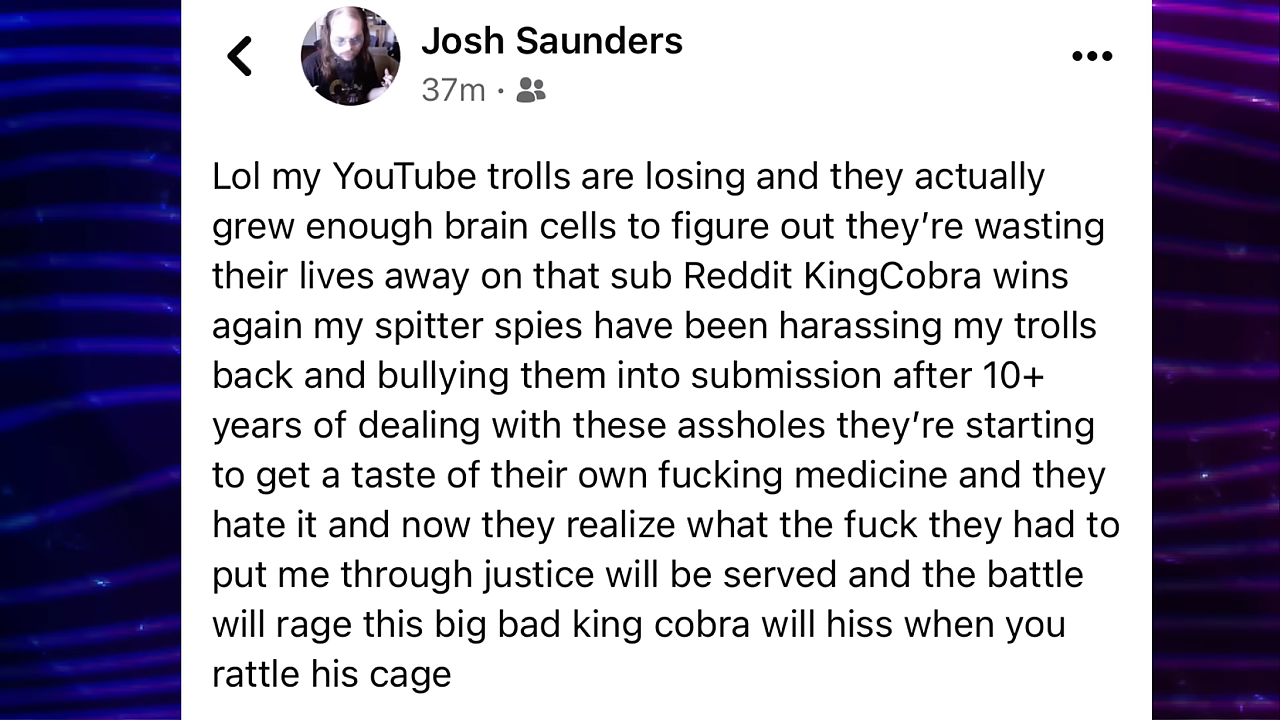 Josh Saunders
37m ·
Lol my YouTube trolls are losing and they actually
grew enough brain cells to figure out they’re wasting
their lives away on that sub Reddit KingCobra wins
again my spitter spies have been harassing my trolls
back and bullying them into submission after 10+
years of dealing with these assholes they’re starting
to get a taste of their own fucking medicine and they
hate it and now they realize what the fuck they had to
put me through justice will be served and the battle
will rage this big bad king cobra will hiss when you
rattle his cage